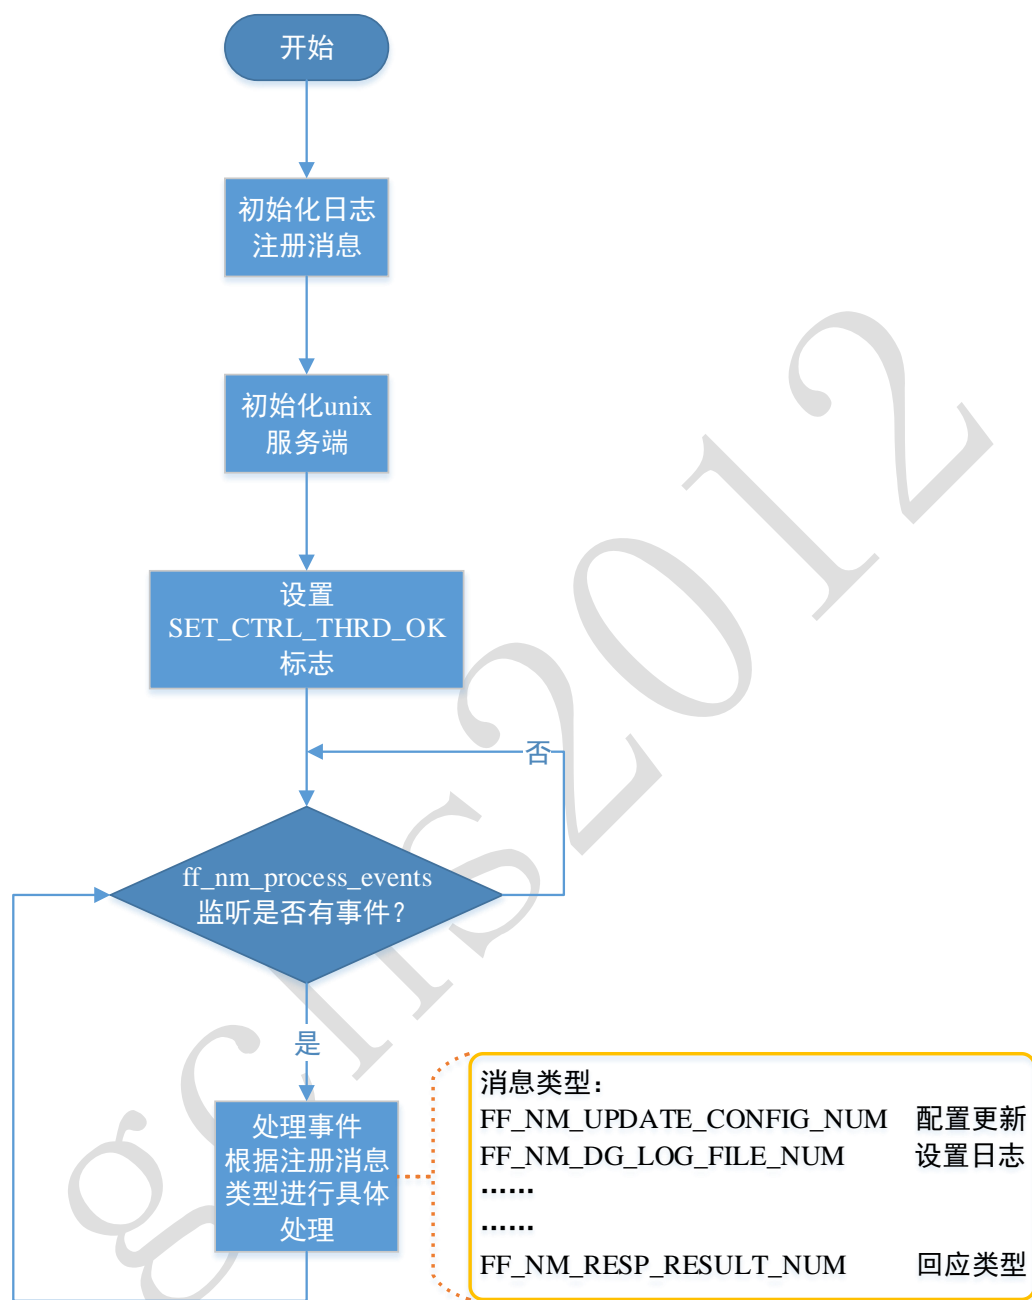 开始
初始化日志
注册消息
初始化unix
服务端
设置
SET_CTRL_THRD_OK
标志
否
ff_nm_process_events
监听是否有事件？
是
处理事件
根据注册消息
类型进行具体
处理
消息类型：
FF_NM_UPDATE_CONFIG_NUM 配置更新
FF_NM_DG_LOG_FILE_NUM 设置日志
……
……
FF_NM_RESP_RESULT_NUM 回应类型